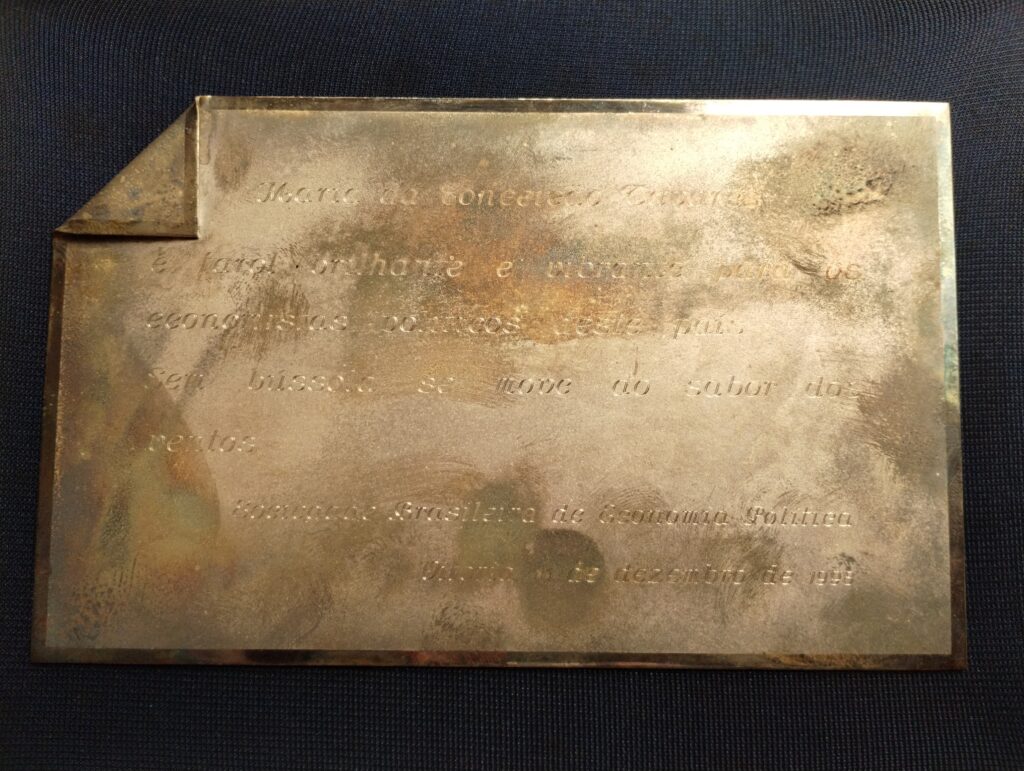 Maria da Conceição Tavares
é farol brilhante e vibrante para os
economistas políticos deste país
Seu bússola se move ao sabor dos
ventos
Sociedade Brasileira de Economia Política
Vitória, de dezembro de